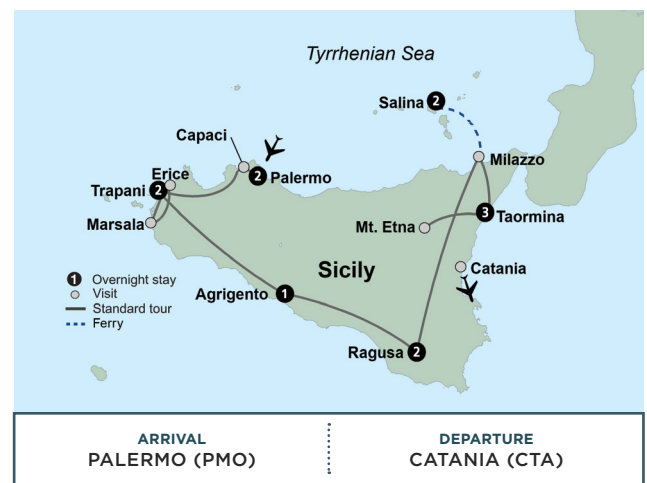 Tyrrhenian Sea
Salina 2
Capaci
Milazzo
2 Palermo
Erice
Trapani 2
3 Taormina
Marsala
Mt. Etna
Catania
Sicily
1 Overnight stay
Visit
Standard tour
Ferry
Agrigento 1
Ragusa 2
ARRIVAL
PALERMO (PMO)
DEPARTURE
CATANIA (CTA)